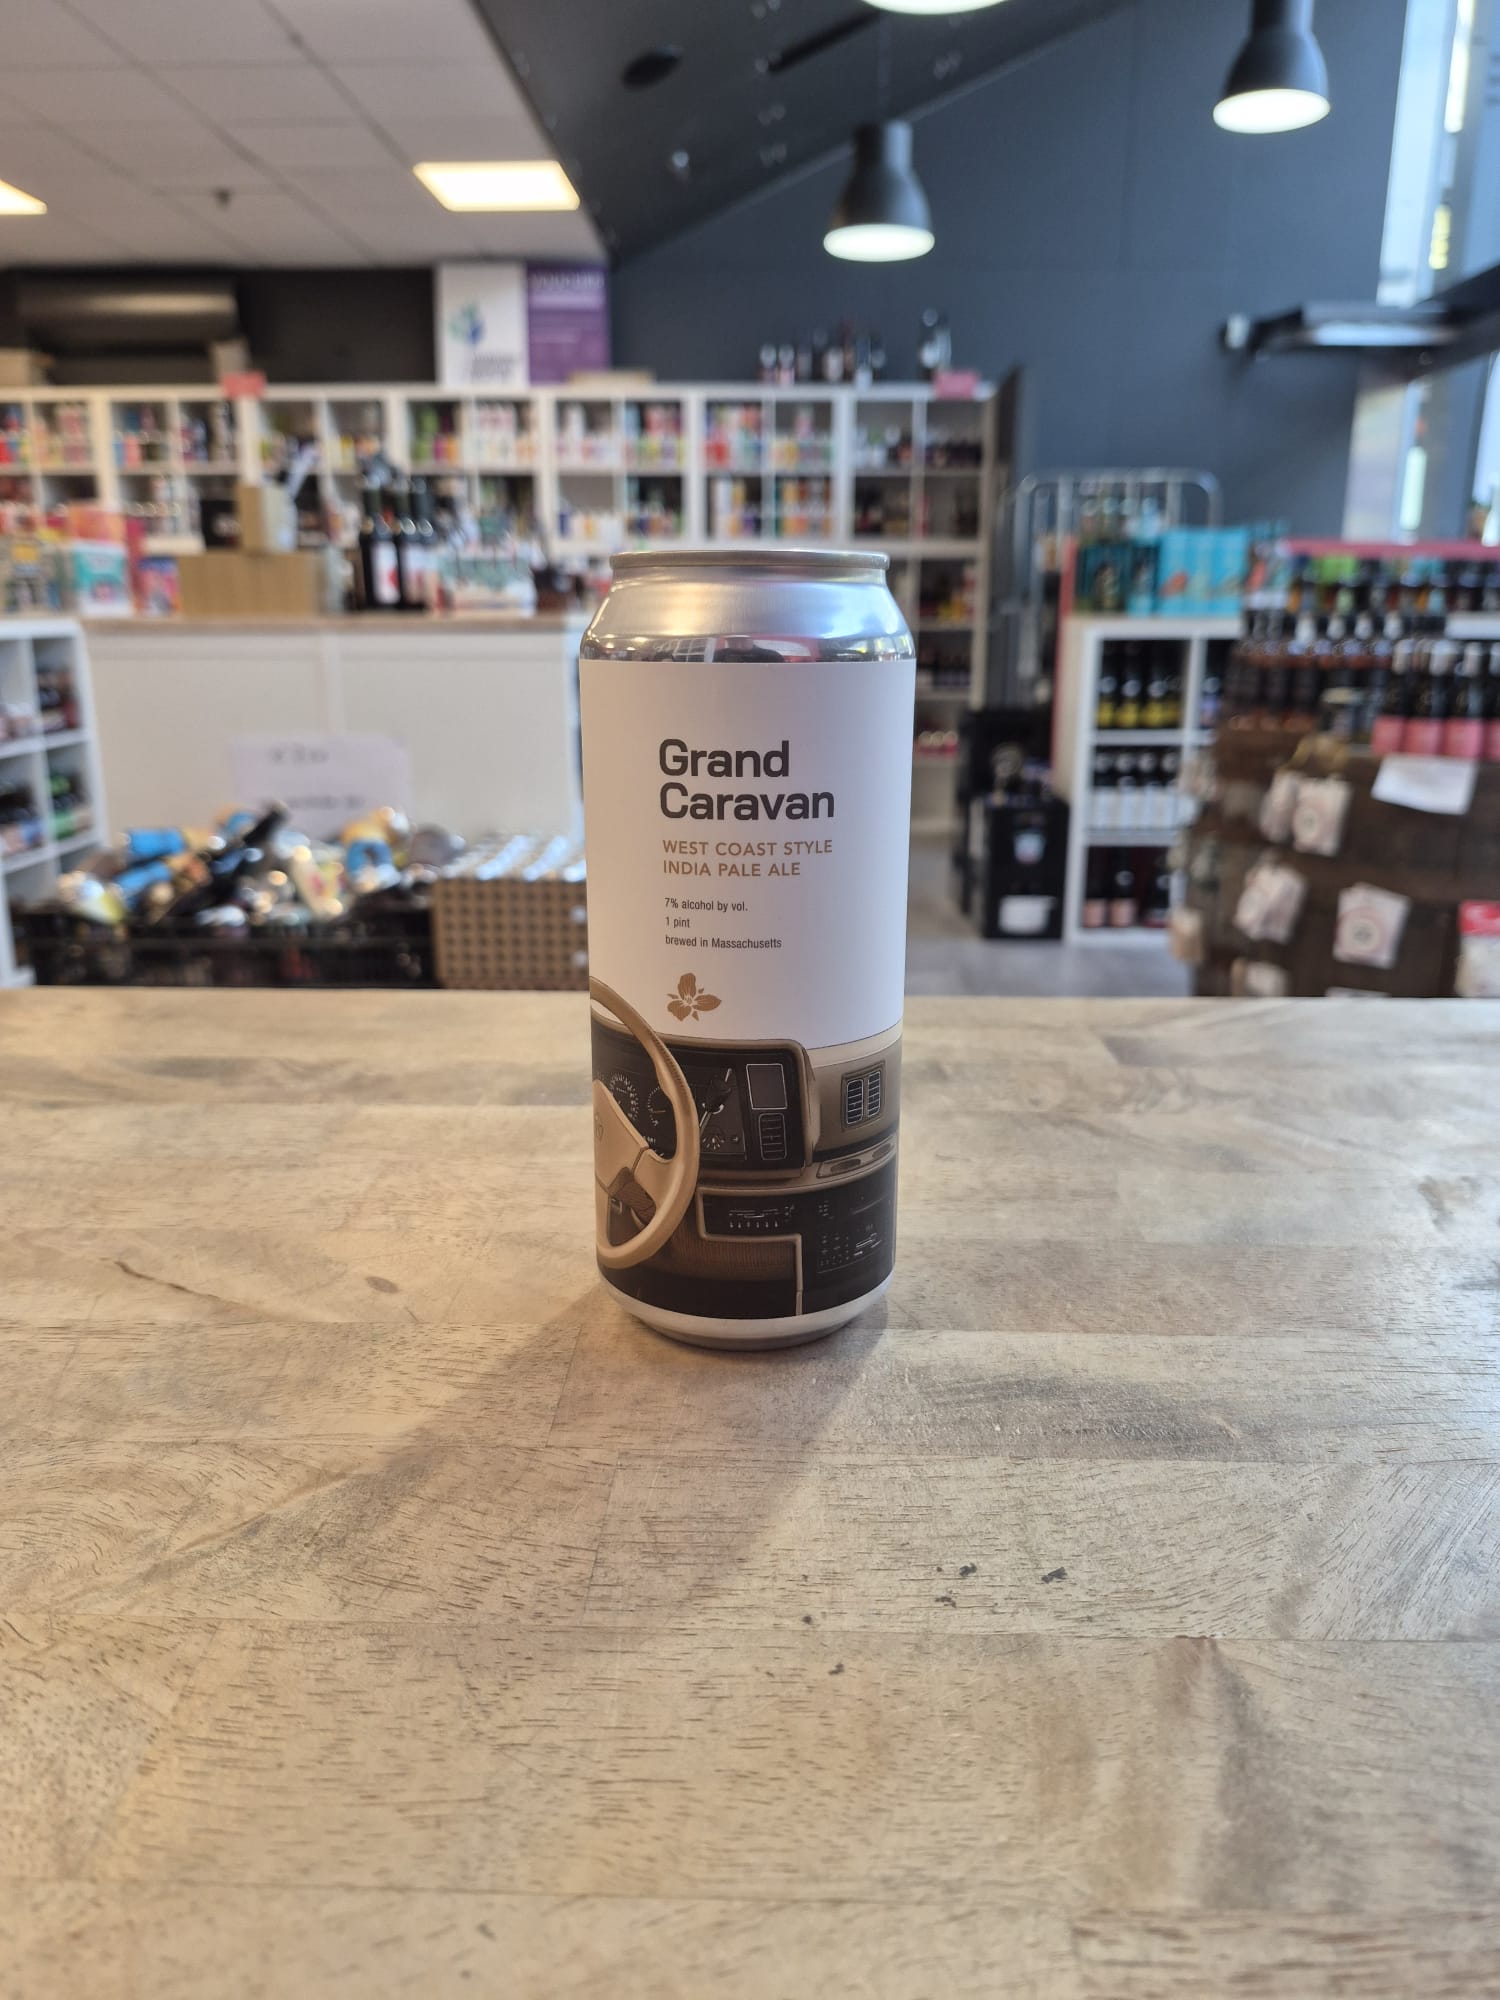 Grand
Caravan
WEST COAST STYLE
INDIA PALE ALE
7% alcohol by vol.
1 pint
brewed in Massachusetts